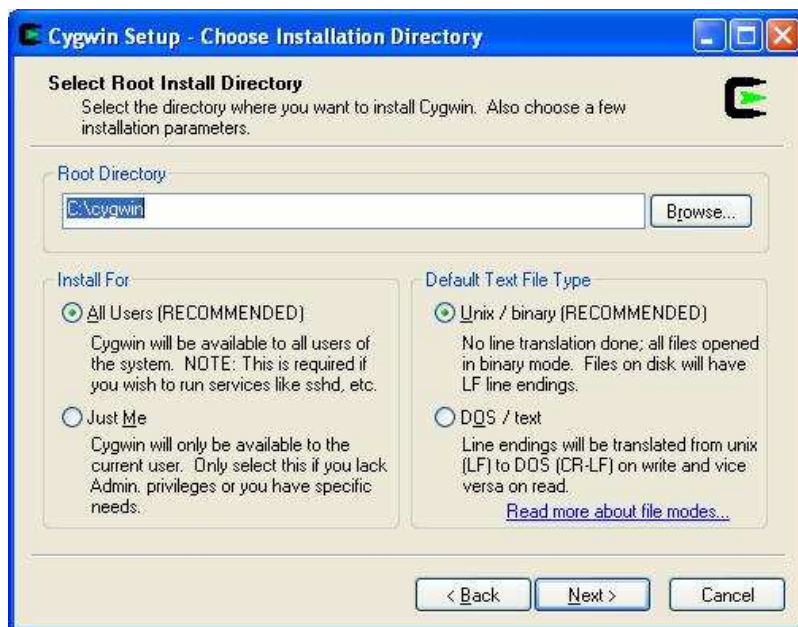 Cygwin Setup - Choose Installation Directory
Select Root Install Directory
Select the directory where you want to install Cygwin. Also choose a few
installation parameters.
Root Directory
C:\cygwin
Browse...
Install For
All Users (RECOMMENDED)
Cygwin will be available to all users of
the system. NOTE: This is required if
you wish to run services like sshd, etc.
Just Me
Cygwin will only be available to the
current user. Only select this if you lack
Admin. privileges or you have specific
needs.
Default Text File Type
Unix / binary (RECOMMENDED)
No line translation done; all files opened
in binary mode. Files on disk will have
LF line endings.
DOS / text
Line endings will be translated from unix
(LF) to DOS (CR-LF) on write and vice
versa on read.
Read more about file modes...
< Back
Next >
Cancel